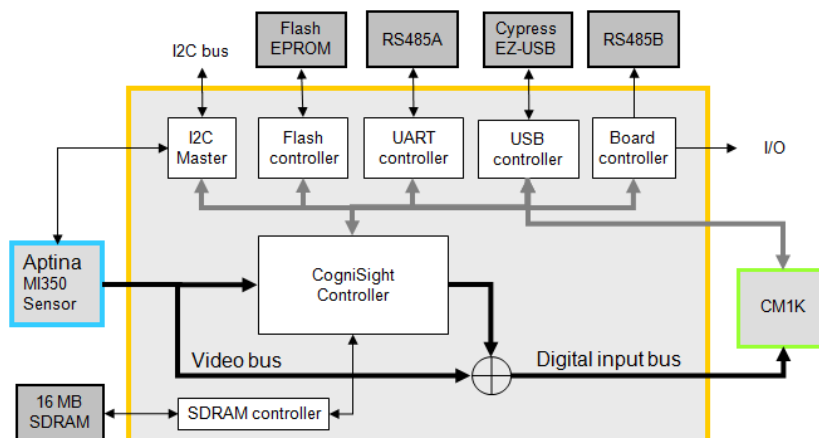 Flash
EPROM
RS485A
Cypress
EZ-USB
RS485B
I2C bus
I2C
Master
Flash
controller
UART
controller
USB
controller
Board
controller
I/O
Aptina
MI350
Sensor
CogniSight
Controller
CM1K
Video bus
Digital input bus
16 MB
SDRAM
SDRAM controller